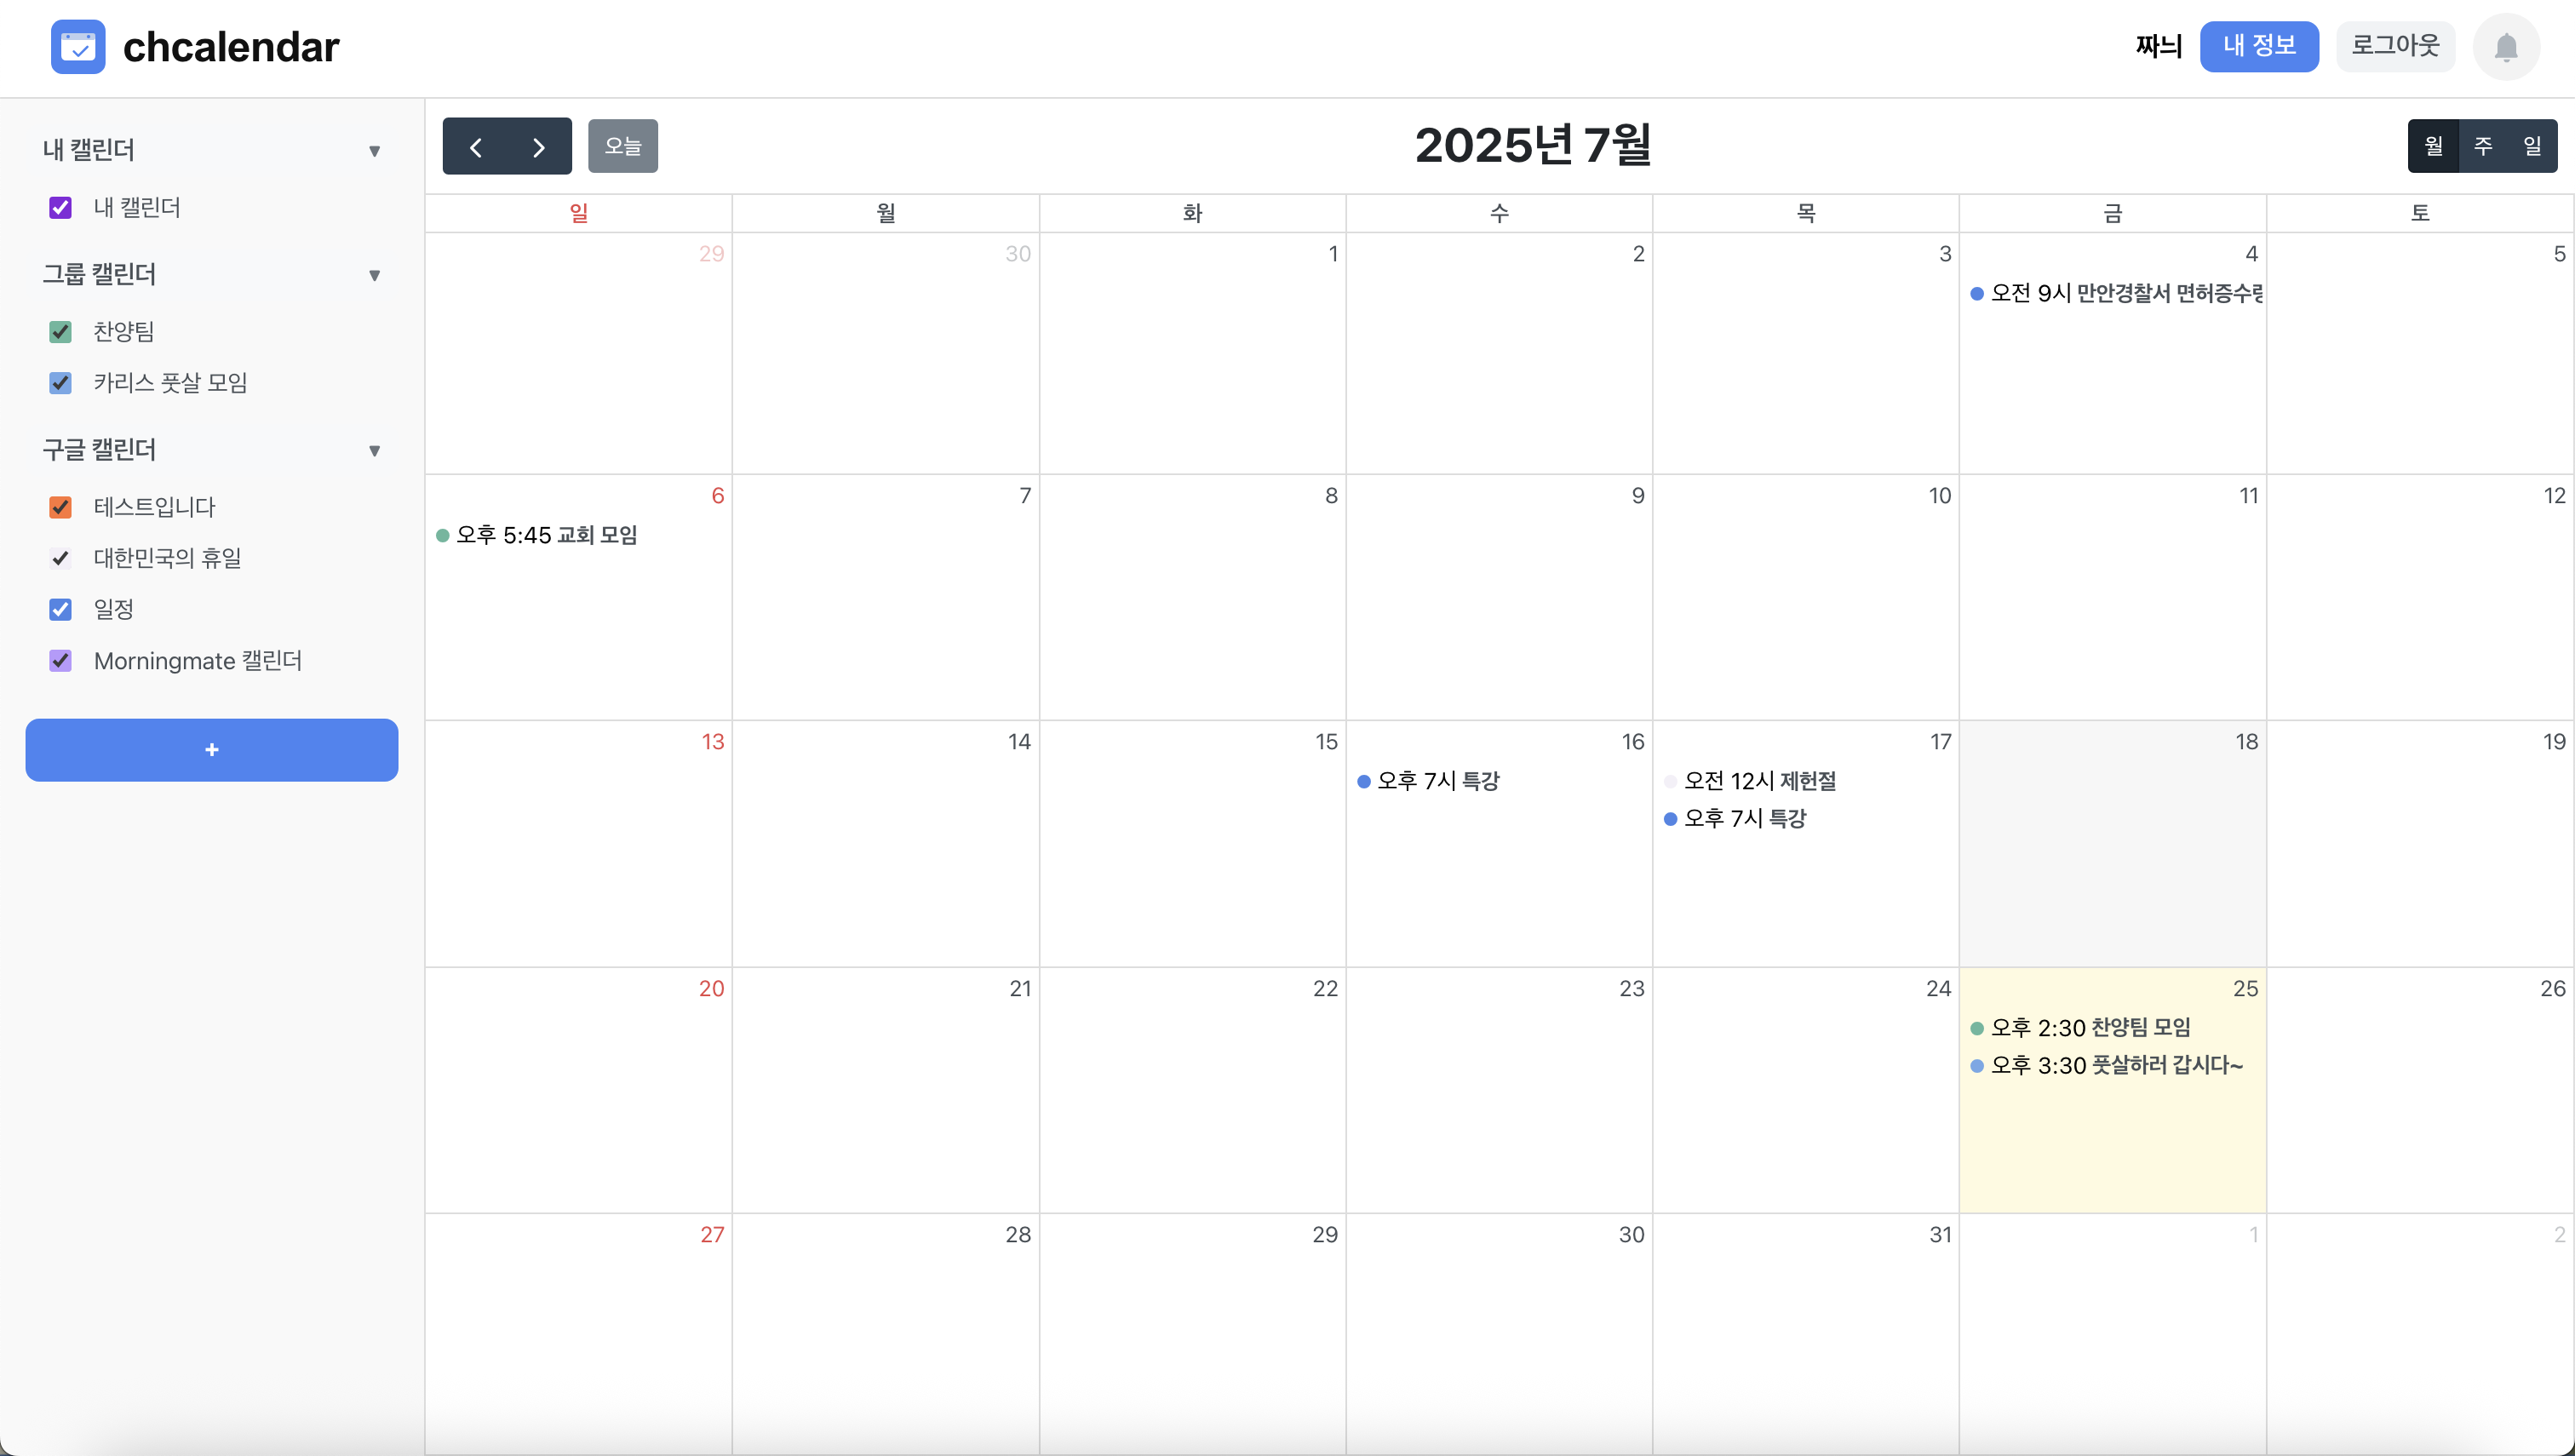 chcalendar
짜늬 내 정보 로그아웃
내 캘린더 ▼
내 캘린더
그룹 캘린더 ▼
찬양팀
카리스 풋살 모임
구글 캘린더 ▼
테스트입니다
대한민국의 휴일
일정
Morningmate 캘린더
+
< > 오늘
2025년 7월
월 주 일
일 월 화 수 목 금 토
29 30 1 2 3 4 5
오전 9시 만안경찰서 면허증수령
6 7 8 9 10 11 12
오후 5:45 교회 모임
13 14 15 16 17 18 19
오후 7시 특강
오전 12시 제헌절
오후 7시 특강
20 21 22 23 24 25 26
오후 2:30 찬양팀 모임
오후 3:30 풋살하러 갑시다~
27 28 29 30 31 1 2